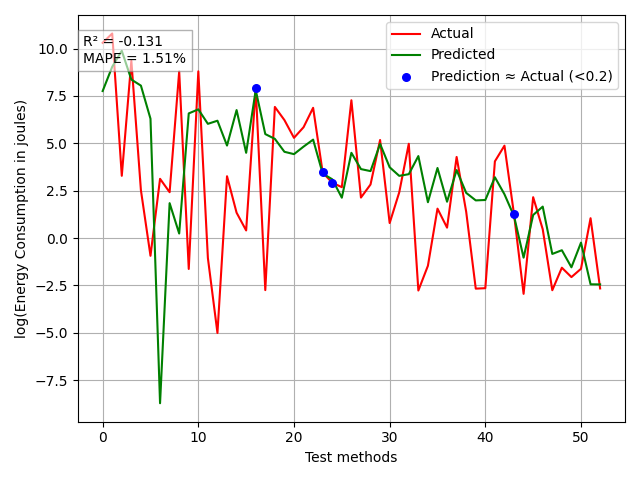 R² = -0.131
MAPE = 1.51%
Actual
Predicted
Prediction ≈ Actual (<0.2)
log(Energy Consumption in joules)
10.0
7.5
5.0
2.5
0.0
−2.5
−5.0
−7.5
0 10 20 30 40 50
Test methods